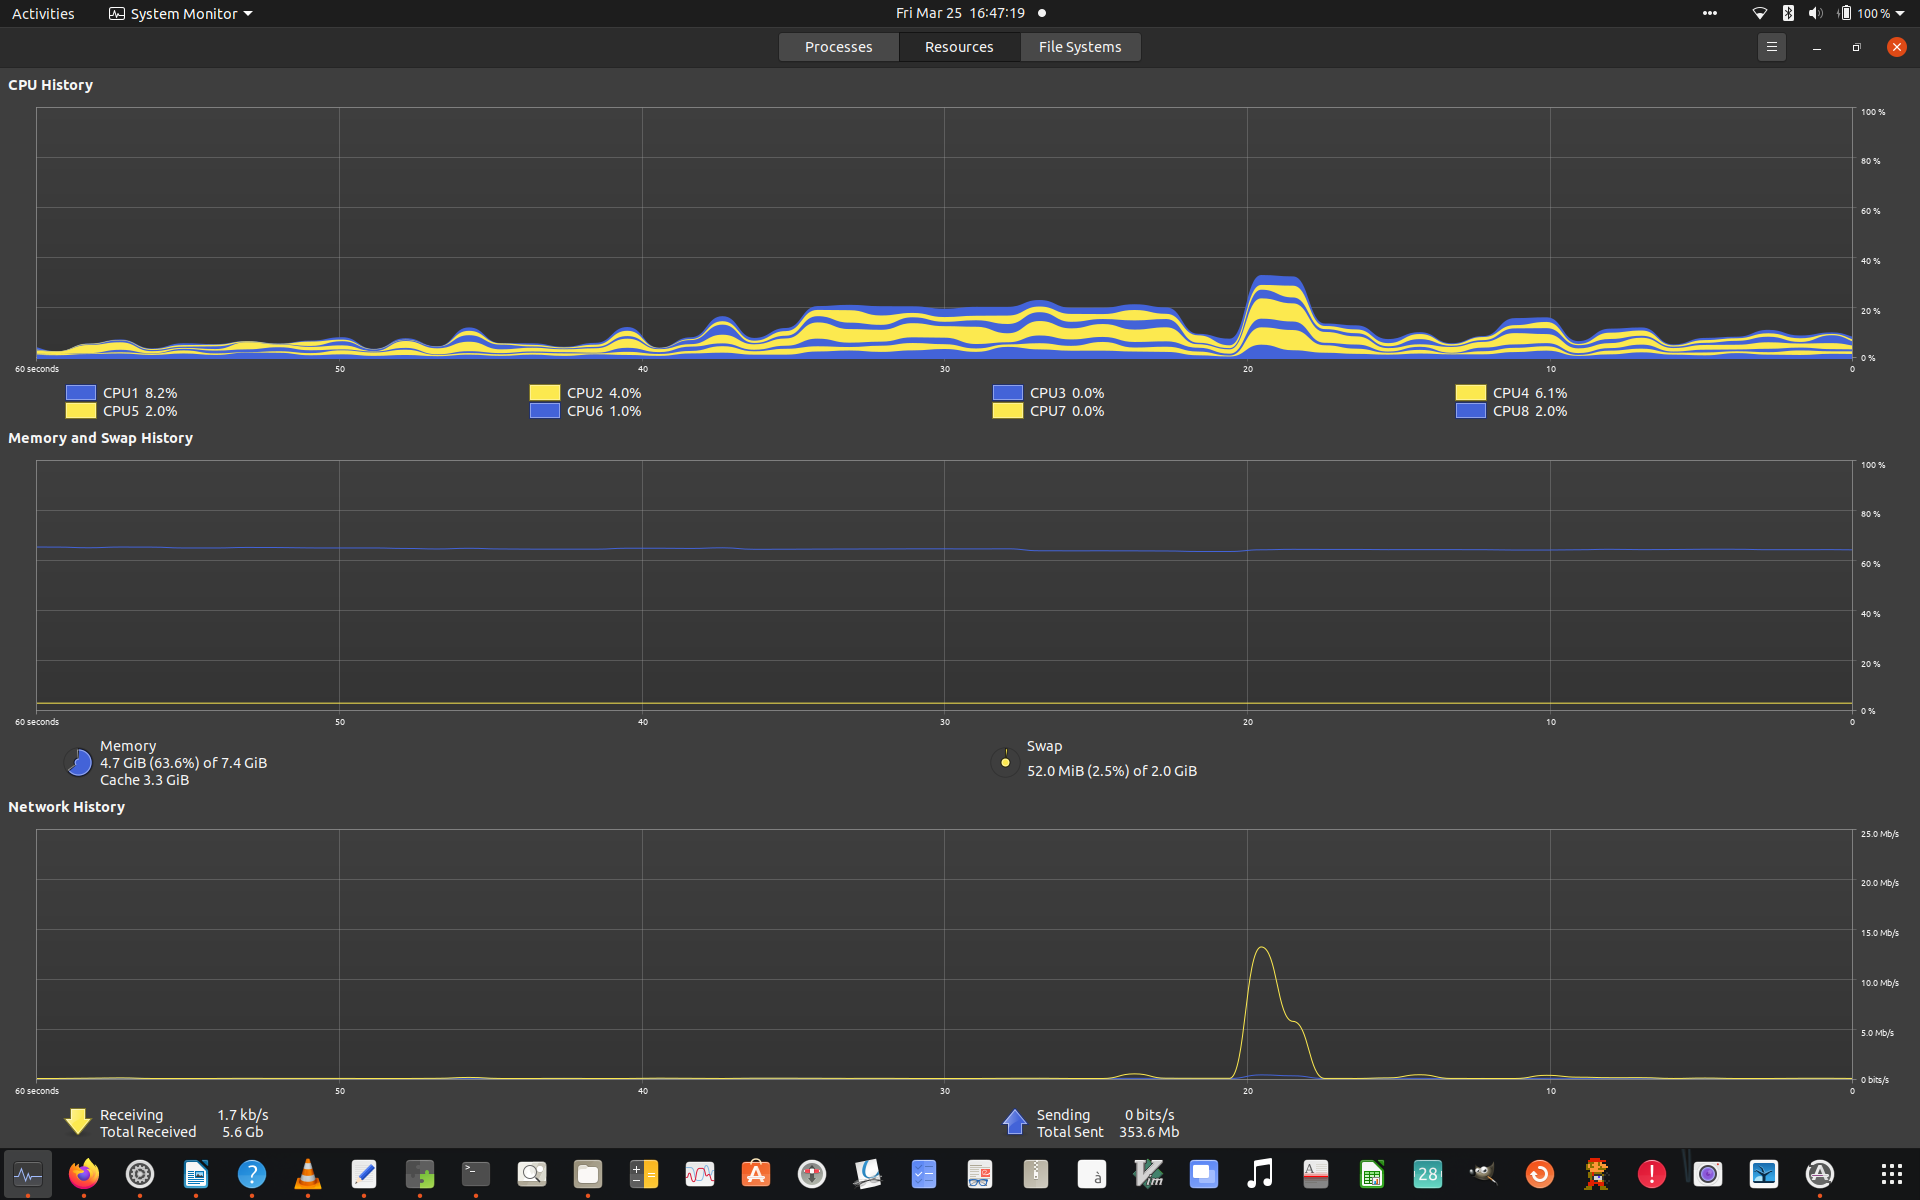 Activities System Monitor Fri Mar 25 16:47:19 100 %
Processes Resources File Systems
CPU History
100 %
80 %
60 %
40 %
20 %
0 %
60 seconds 50 40 30 20 10 0
CPU1 8.2% CPU2 4.0% CPU3 0.0% CPU4 6.1%
CPU5 2.0% CPU6 1.0% CPU7 0.0% CPU8 2.0%
Memory and Swap History
100 %
80 %
60 %
40 %
20 %
0 %
60 seconds 50 40 30 20 10 0
Memory
4.7 GiB (63.6%) of 7.4 GiB
Cache 3.3 GiB
Swap
52.0 MiB (2.5%) of 2.0 GiB
Network History
25.0 Mb/s
20.0 Mb/s
15.0 Mb/s
10.0 Mb/s
5.0 Mb/s
0 bits/s
60 seconds 50 40 30 20 10 0
Receiving 1.7 kb/s
Total Received 5.6 Gb
Sending 0 bits/s
Total Sent 353.6 Mb
? >_ à Vim A 28 !